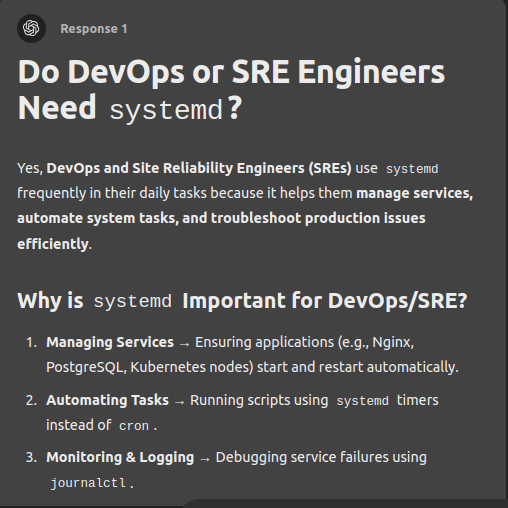 Response 1
Do DevOps or SRE Engineers
Need systemd?
Yes, DevOps and Site Reliability Engineers (SREs) use systemd
frequently in their daily tasks because it helps them manage services,
automate system tasks, and troubleshoot production issues
efficiently.
Why is systemd Important for DevOps/SRE?
1. Managing Services → Ensuring applications (e.g., Nginx,
PostgreSQL, Kubernetes nodes) start and restart automatically.
2. Automating Tasks → Running scripts using systemd timers
instead of cron.
3. Monitoring & Logging → Debugging service failures using
journalctl.